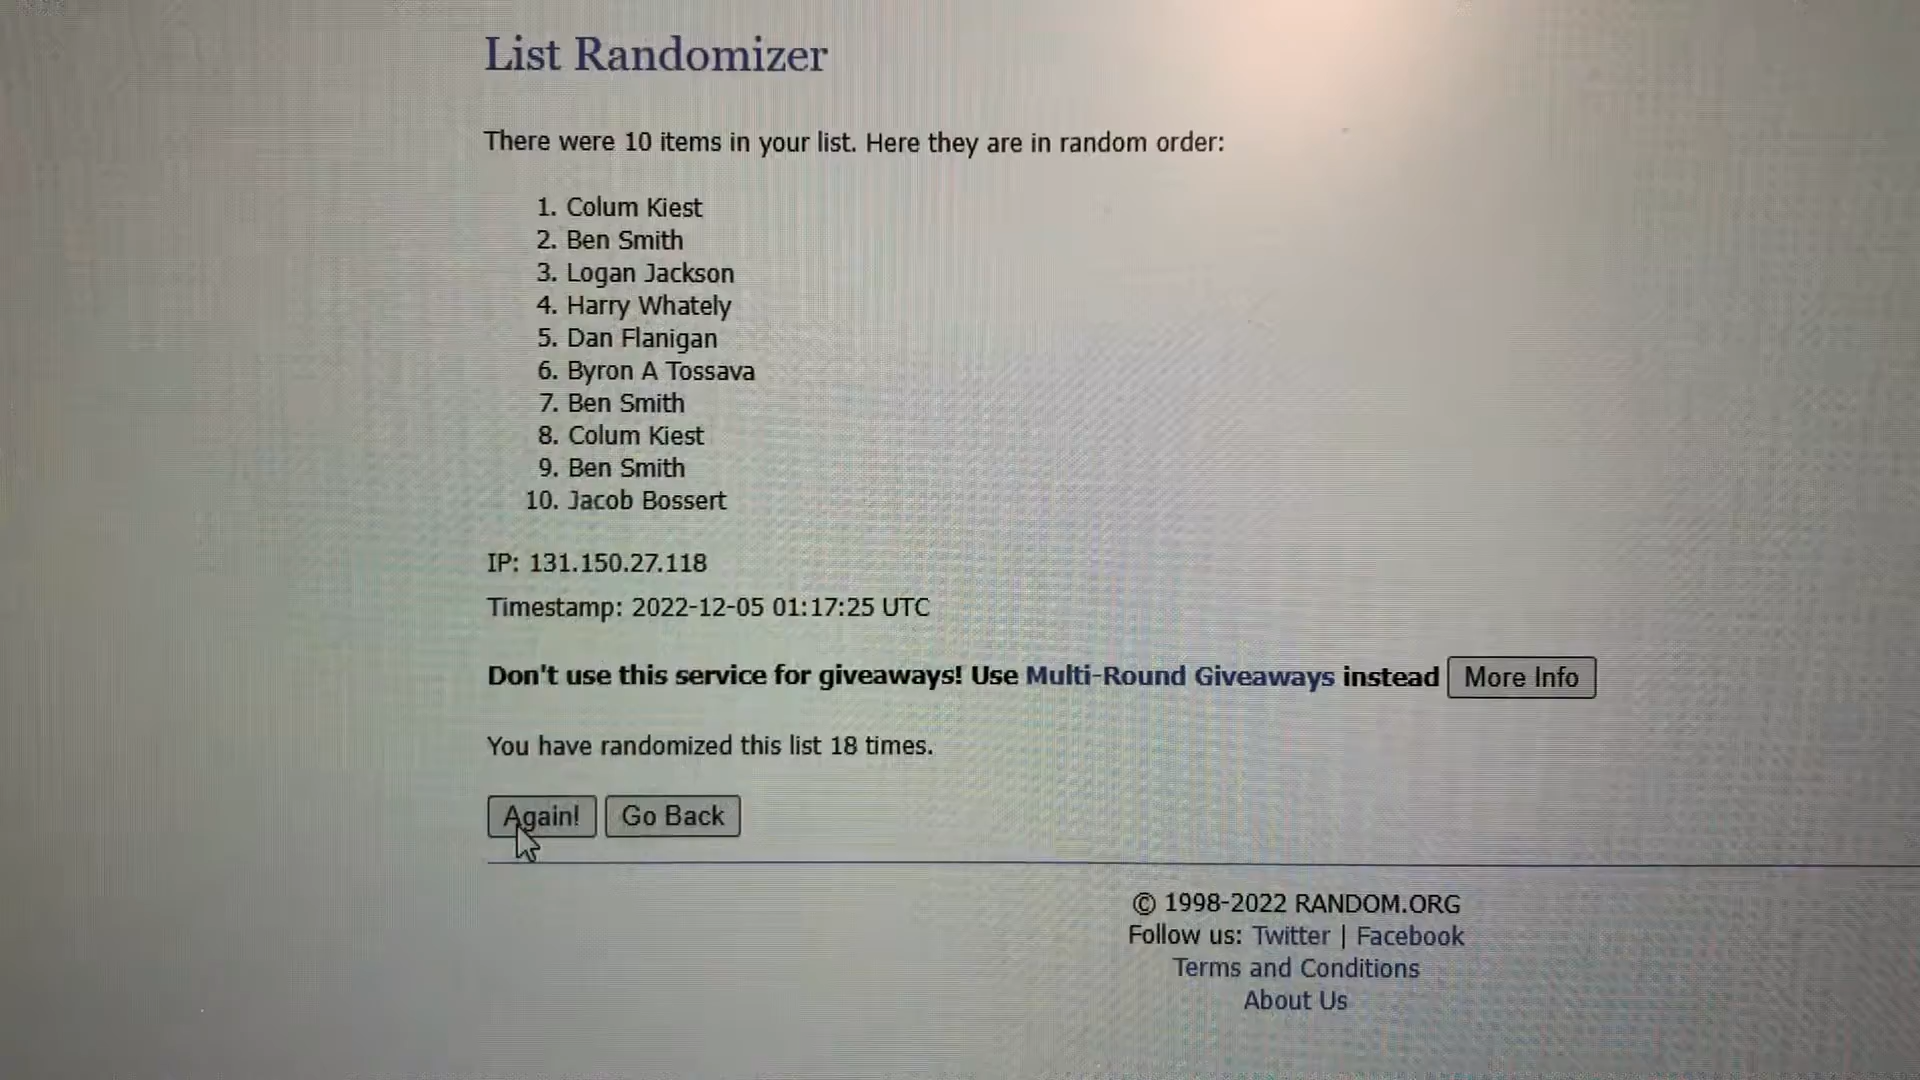 List Randomizer
There were 10 items in your list. Here they are in random order:
1. Colum Kiest
2. Ben Smith
3. Logan Jackson
4. Harry Whately
5. Dan Flanigan
6. Byron A Tossava
7. Ben Smith
8. Colum Kiest
9. Ben Smith
10. Jacob Bossert
IP: 131.150.27.118
Timestamp: 2022-12-05 01:17:25 UTC
Don't use this service for giveaways! Use Multi-Round Giveaways instead More Info
You have randomized this list 18 times.
Again! Go Back
© 1998-2022 RANDOM.ORG
Follow us: Twitter | Facebook
Terms and Conditions
About Us